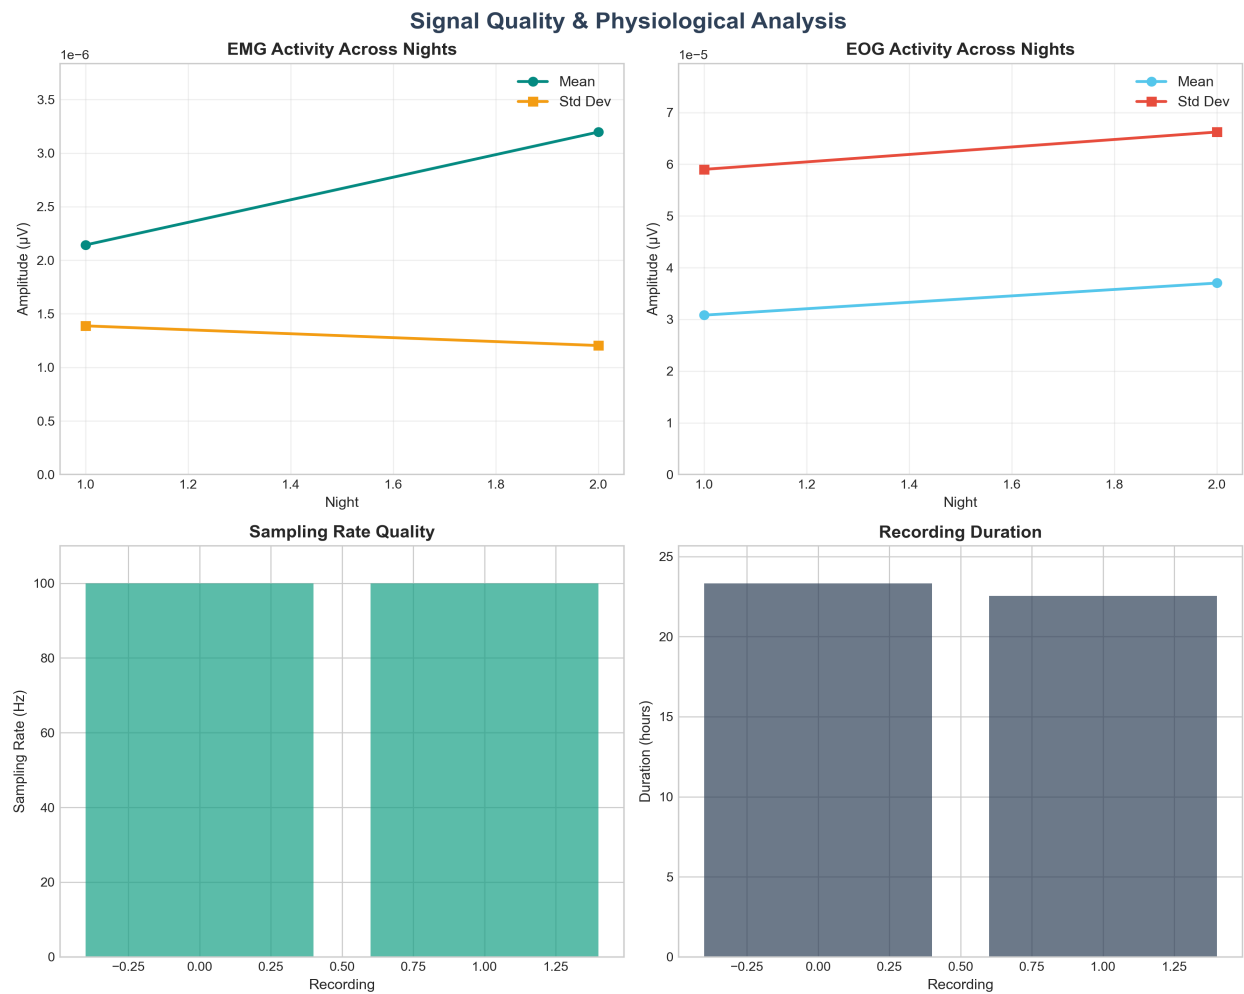 Signal Quality & Physiological Analysis
EMG Activity Across Nights
1e−6
Mean
Std Dev
3.5
3.0
2.5
2.0
1.5
1.0
0.5
0.0
Amplitude (µV)
1.0 1.2 1.4 1.6 1.8 2.0
Night
EOG Activity Across Nights
1e−5
Mean
Std Dev
7
6
5
4
3
2
1
0
Amplitude (µV)
1.0 1.2 1.4 1.6 1.8 2.0
Night
Sampling Rate Quality
100
80
60
40
20
0
Sampling Rate (Hz)
−0.25 0.00 0.25 0.50 0.75 1.00 1.25
Recording
Recording Duration
25
20
15
10
5
0
Duration (hours)
−0.25 0.00 0.25 0.50 0.75 1.00 1.25
Recording